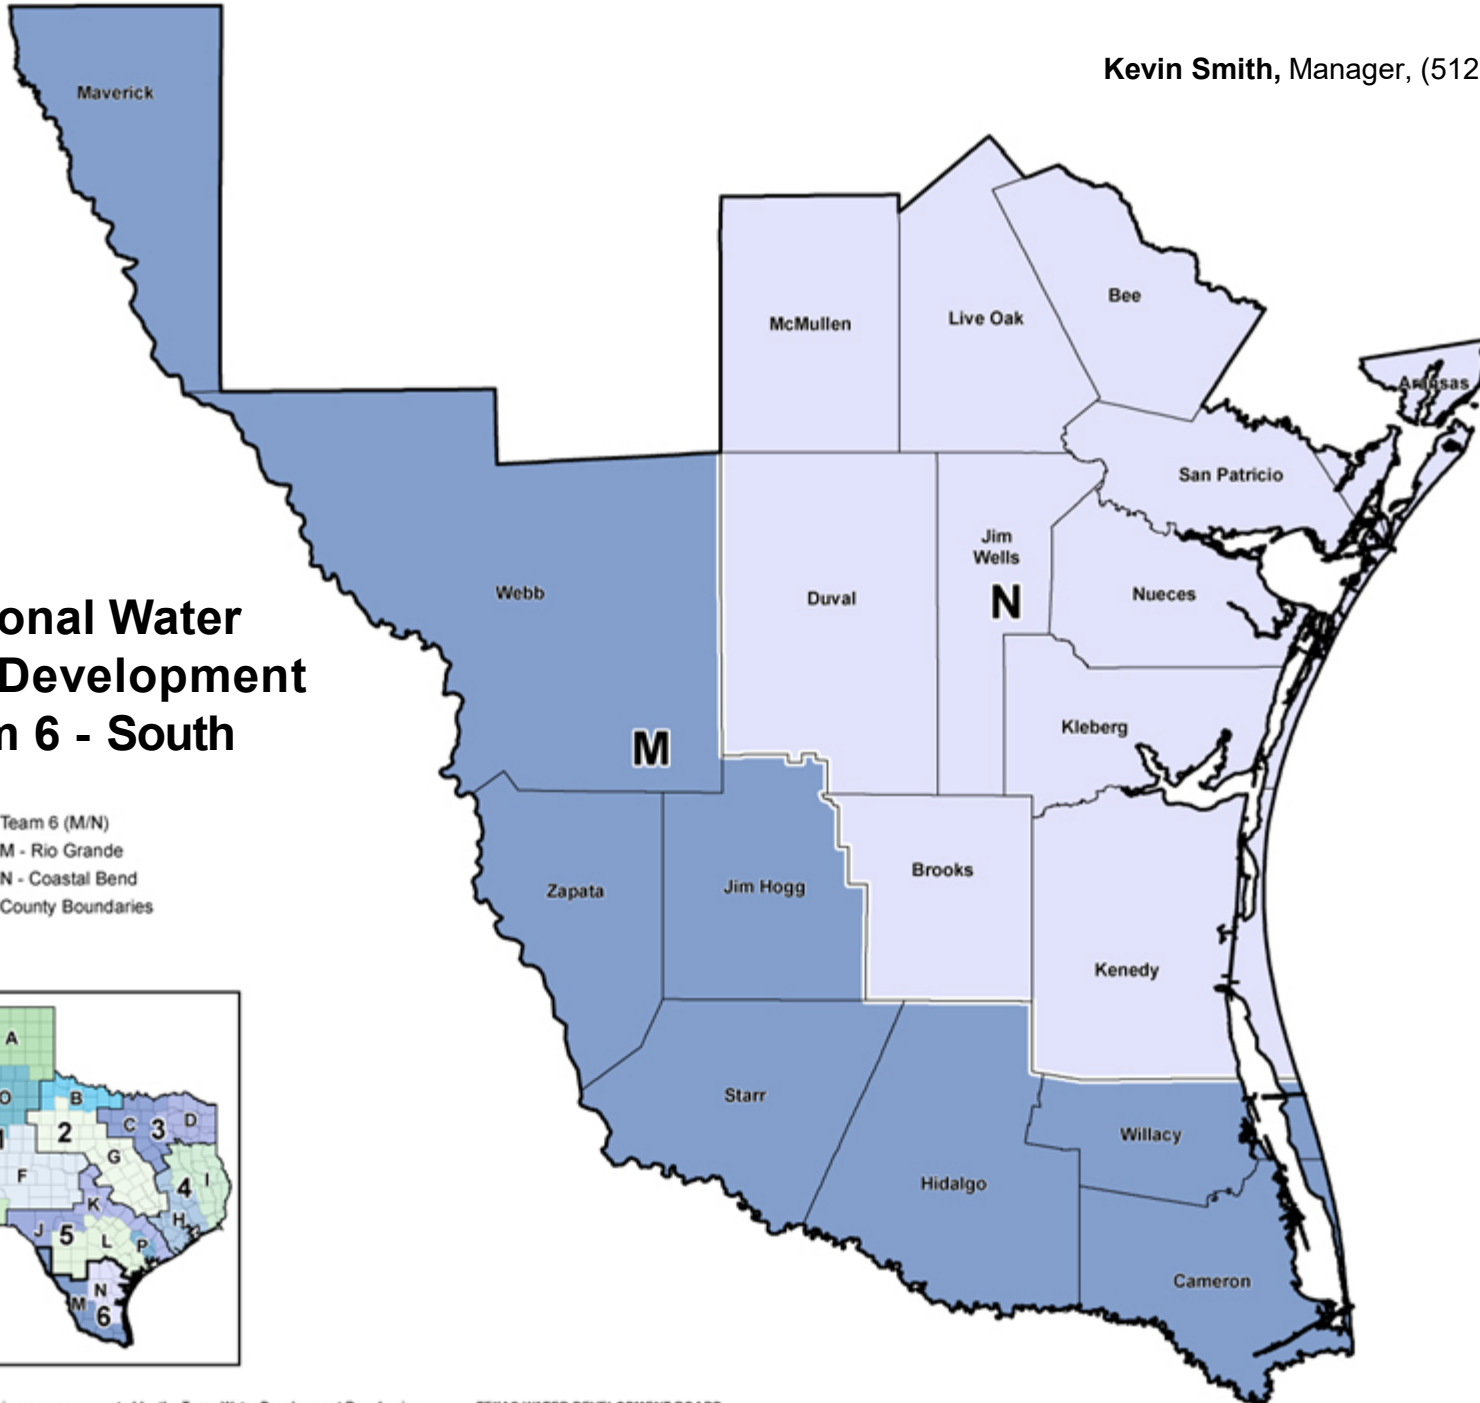 Kevin Smith, Manager, (512
Maverick
McMullen
Live Oak
Bee
Aransas
San Patricio
Jim
Wells
N
Nueces
Duval
Webb
M
Kleberg
Zapata
Jim Hogg
Brooks
Kenedy
Starr
Hidalgo
Willacy
Cameron
onal Water
Development
m 6 - South
Team 6 (M/N)
M - Rio Grande
N - Coastal Bend
County Boundaries
A
O
B
C
3
D
1
2
F
G
4
I
K
H
J
5
L
P
N
M
6